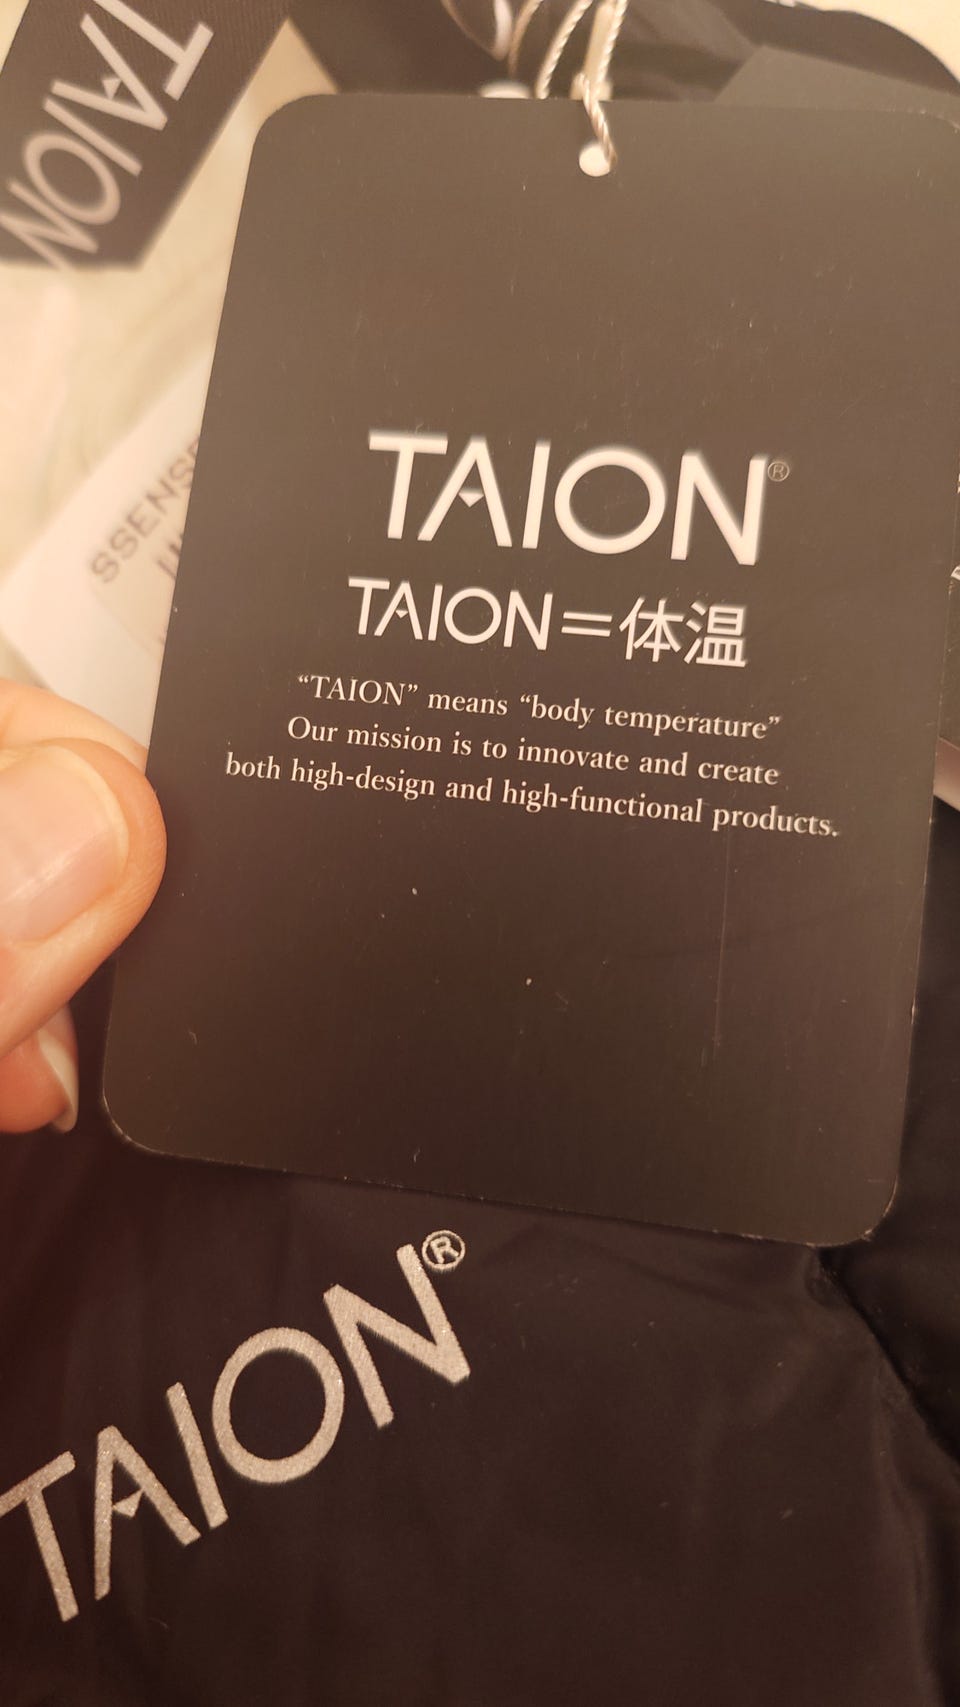 TAION
SSENSE
TAION®
TAION=体温
“TAION” means “body temperature”
Our mission is to innovate and create
both high-design and high-functional products.
TAION®